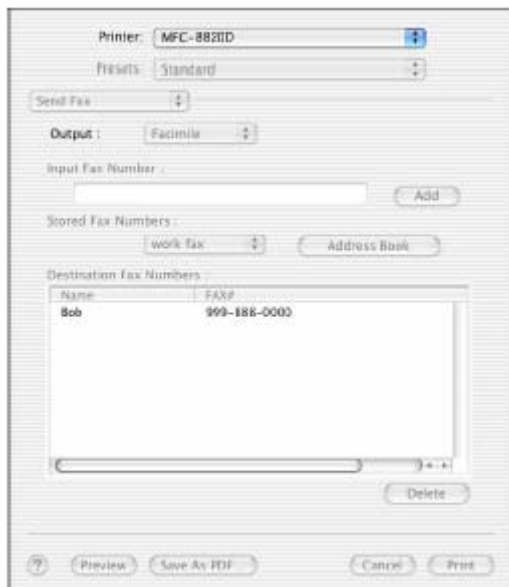 Printer: MFC-8820D
Presets: Standard
Send Fax
Output : Facimile
Input Fax Number :
Add
Stored Fax Numbers :
work fax Address Book
Destination Fax Numbers :
Name FAX#
Bob 999-888-0000
Delete
? Preview Save As PDF Cancel Print